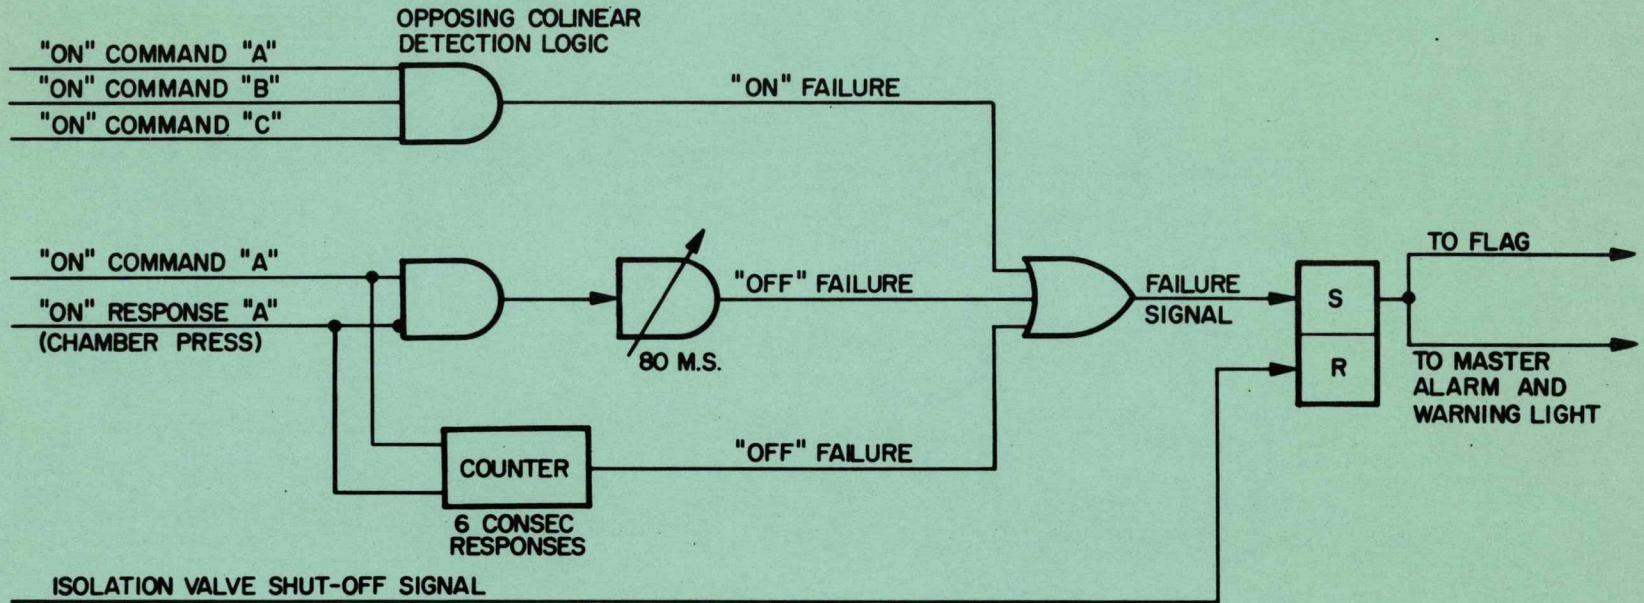 OPPOSING COLINEAR
DETECTION LOGIC
"ON" COMMAND "A"
"ON" COMMAND "B"
"ON" COMMAND "C"
"ON" FAILURE
"ON" COMMAND "A"
"ON" RESPONSE "A"
(CHAMBER PRESS)
80 M.S.
"OFF" FAILURE
COUNTER
6 CONSEC
RESPONSES
"OFF" FAILURE
FAILURE
SIGNAL
S
R
TO FLAG
TO MASTER
ALARM AND
WARNING LIGHT
ISOLATION VALVE SHUT-OFF SIGNAL